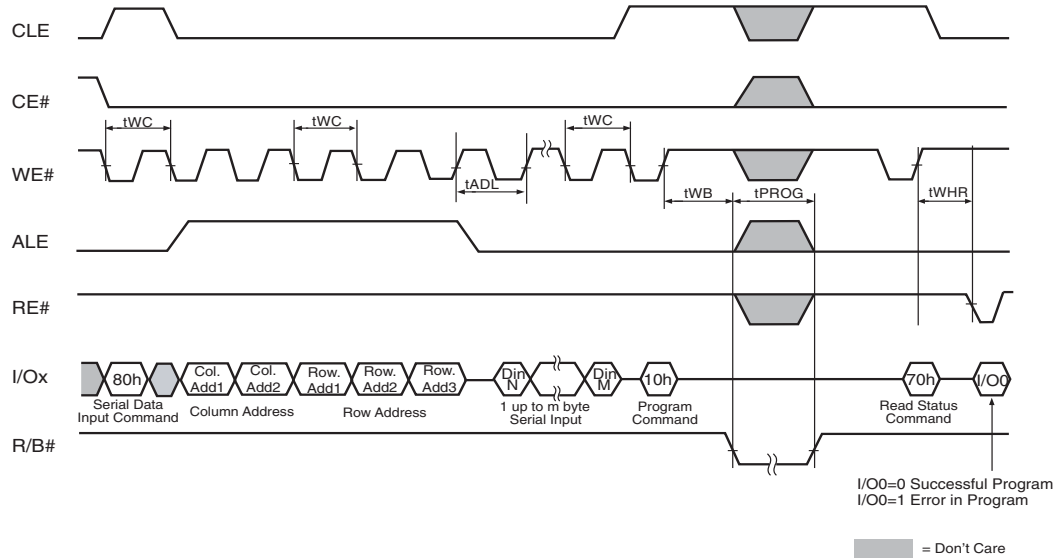 CLE
CE#
tWC
tWC
tWC
WE#
tADL
tWB
tPROG
tWHR
ALE
RE#
I/Ox
80h
Col.
Add1
Col.
Add2
Row.
Add1
Row.
Add2
Row.
Add3
Din
N
Din
M
10h
70h
I/O0
Serial Data
Input Command
Column Address
Row Address
1 up to m byte
Serial Input
Program
Command
Read Status
Command
R/B#
I/O0=0 Successful Program
I/O0=1 Error in Program
= Don't Care